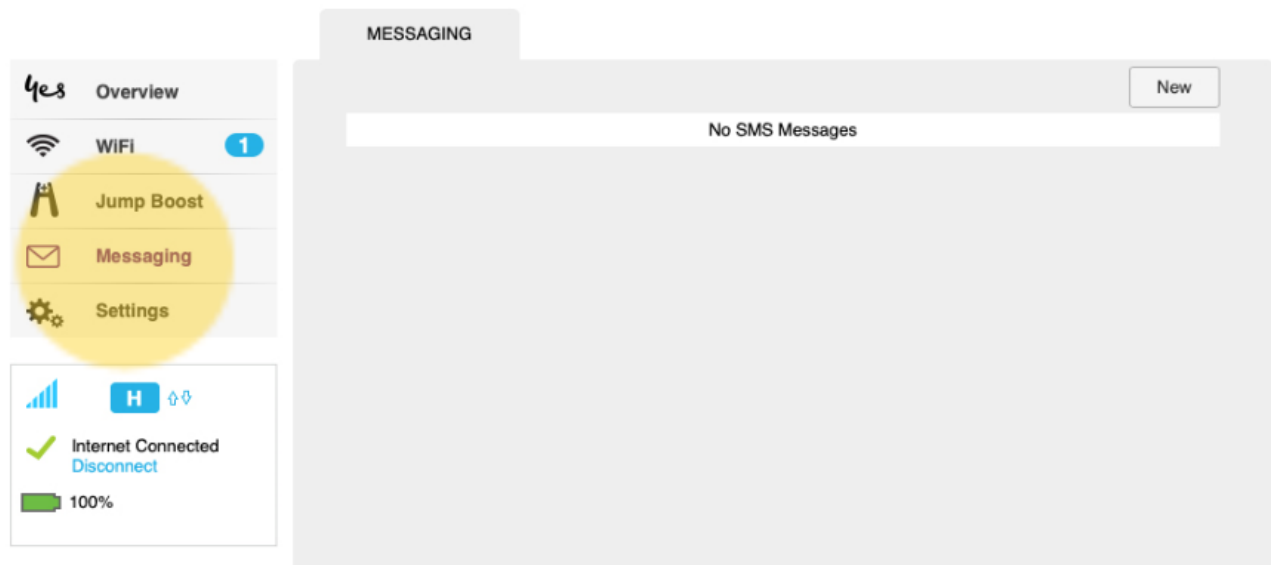 MESSAGING
yes Overview
WiFi 1
Jump Boost
Messaging
Settings
New
No SMS Messages
H
Internet Connected
Disconnect
100%